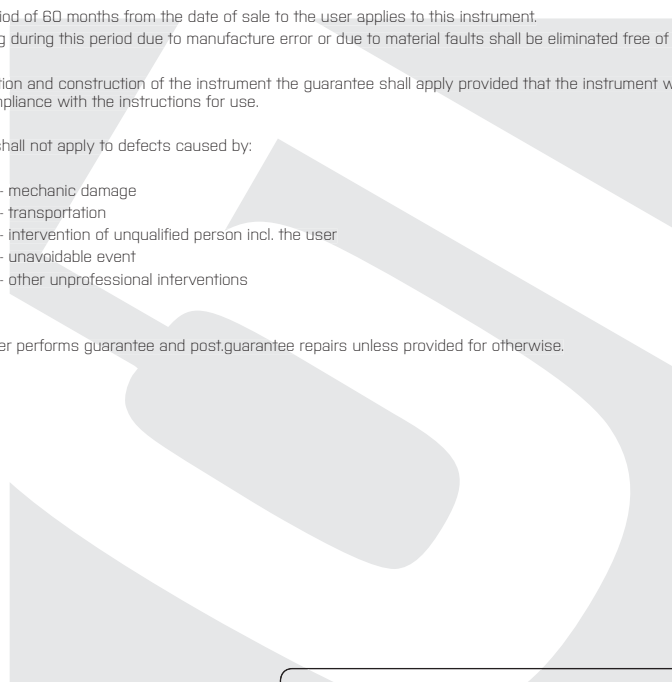 iod of 60 months from the date of sale to the user applies to this instrument.
g during this period due to manufacture error or due to material faults shall be eliminated free of
tion and construction of the instrument the guarantee shall apply provided that the instrument w
mpliance with the instructions for use.
shall not apply to defects caused by:
- mechanic damage
- transportation
- intervention of unqualified person incl. the user
- unavoidable event
- other unprofessional interventions
er performs guarantee and post.guarantee repairs unless provided for otherwise.